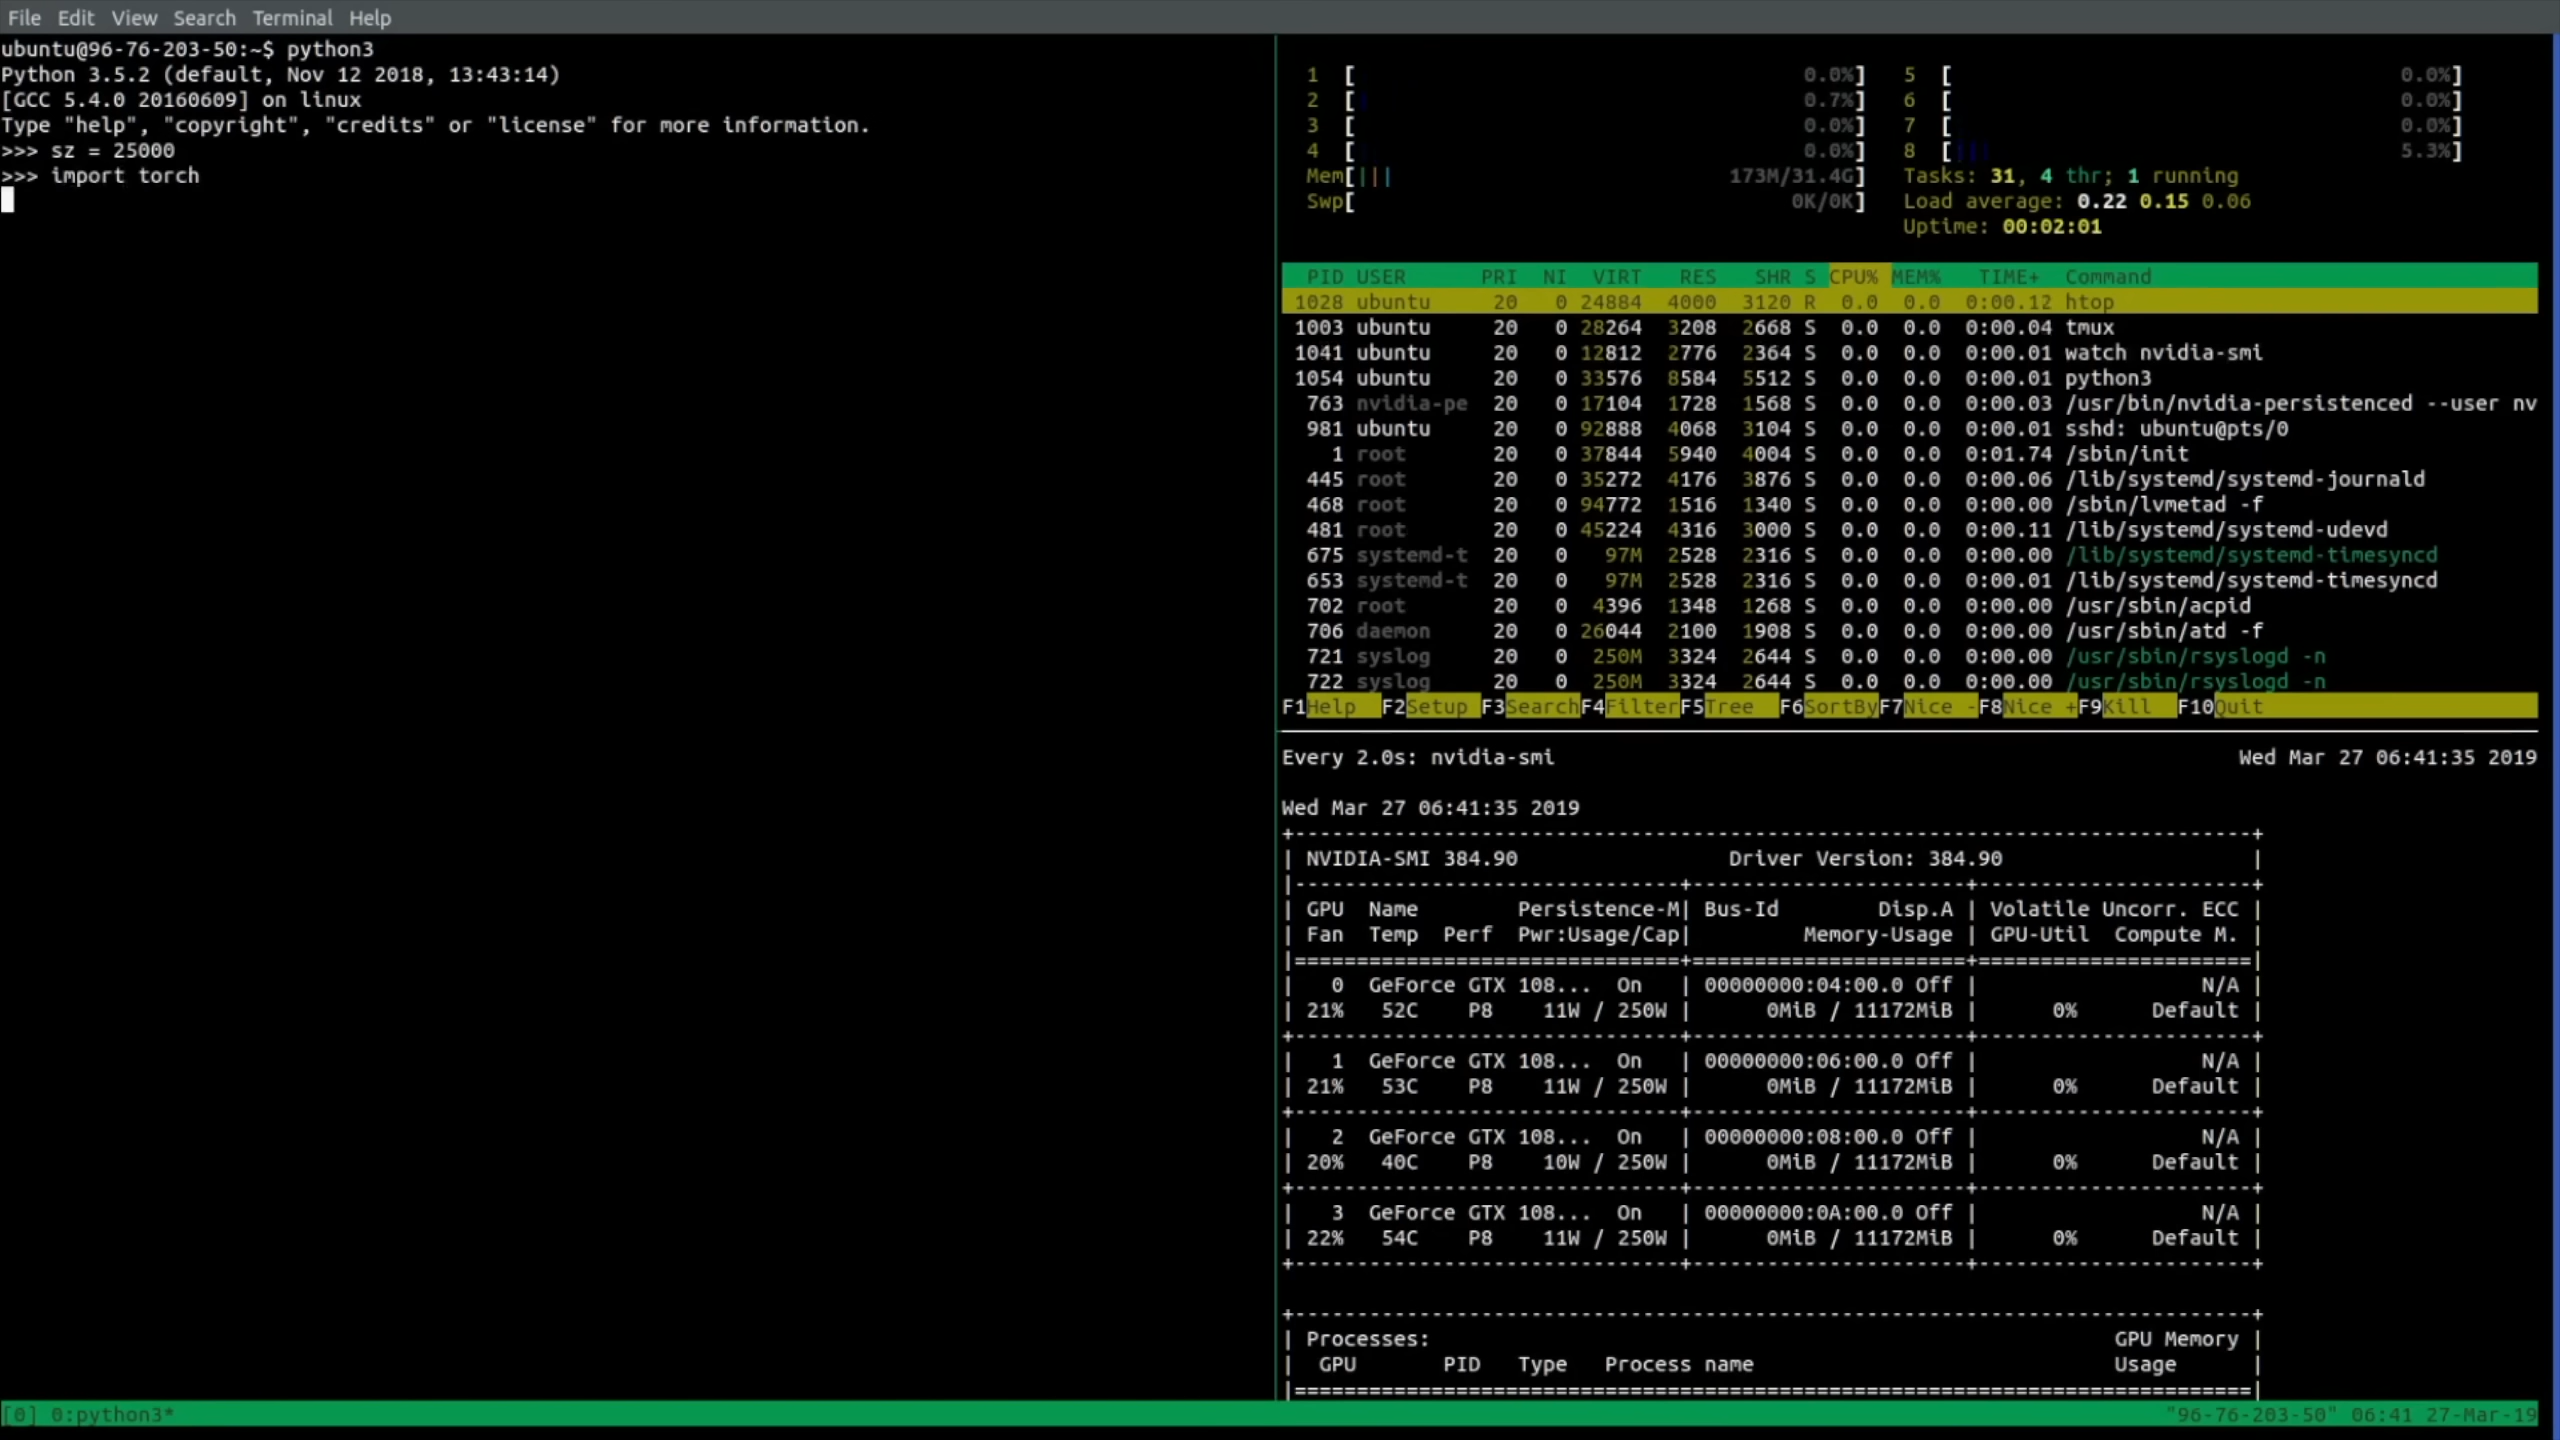 File Edit View Search Terminal Help
ubuntu@96-76-203-50:~$ python3
Python 3.5.2 (default, Nov 12 2018, 13:43:14)
[GCC 5.4.0 20160609] on linux
Type "help", "copyright", "credits" or "license" for more information.
>>> sz = 25000
>>> import torch
1 [ 0.0%] 5 [ 0.0%]
2 [ 0.7%] 6 [ 0.0%]
3 [ 0.0%] 7 [ 0.0%]
4 [ 0.0%] 8 [||| 5.3%]
Mem[||| 173M/31.4G] Tasks: 31, 4 thr; 1 running
Swp[ 0K/0K] Load average: 0.22 0.15 0.06
Uptime: 00:02:01
PID USER PRI NI VIRT RES SHR S CPU% MEM% TIME+ Command
1028 ubuntu 20 0 24884 4000 3120 R 0.0 0.0 0:00.12 htop
1003 ubuntu 20 0 28264 3208 2668 S 0.0 0.0 0:00.04 tmux
1041 ubuntu 20 0 12812 2776 2364 S 0.0 0.0 0:00.01 watch nvidia-smi
1054 ubuntu 20 0 33576 8584 5512 S 0.0 0.0 0:00.01 python3
763 nvidia-pe 20 0 17104 1728 1568 S 0.0 0.0 0:00.03 /usr/bin/nvidia-persistenced --user nv
981 ubuntu 20 0 92888 4068 3104 S 0.0 0.0 0:00.01 sshd: ubuntu@pts/0
1 root 20 0 37844 5940 4004 S 0.0 0.0 0:01.74 /sbin/init
445 root 20 0 35272 4176 3876 S 0.0 0.0 0:00.06 /lib/systemd/systemd-journald
468 root 20 0 94772 1516 1340 S 0.0 0.0 0:00.00 /sbin/lvmetad -f
481 root 20 0 45224 4316 3000 S 0.0 0.0 0:00.11 /lib/systemd/systemd-udevd
675 systemd-t 20 0 97M 2528 2316 S 0.0 0.0 0:00.00 /lib/systemd/systemd-timesyncd
653 systemd-t 20 0 97M 2528 2316 S 0.0 0.0 0:00.01 /lib/systemd/systemd-timesyncd
702 root 20 0 4396 1348 1268 S 0.0 0.0 0:00.00 /usr/sbin/acpid
706 daemon 20 0 26044 2100 1908 S 0.0 0.0 0:00.00 /usr/sbin/atd -f
721 syslog 20 0 250M 3324 2644 S 0.0 0.0 0:00.00 /usr/sbin/rsyslogd -n
722 syslog 20 0 250M 3324 2644 S 0.0 0.0 0:00.00 /usr/sbin/rsyslogd -n
F1Help F2Setup F3SearchF4FilterF5Tree F6SortByF7Nice -F8Nice +F9Kill F10Quit
Every 2.0s: nvidia-smi Wed Mar 27 06:41:35 2019
Wed Mar 27 06:41:35 2019
+-----------------------------------------------------------------------------+
| NVIDIA-SMI 384.90 Driver Version: 384.90 |
|-------------------------------+----------------------+----------------------+
| GPU Name Persistence-M| Bus-Id Disp.A | Volatile Uncorr. ECC |
| Fan Temp Perf Pwr:Usage/Cap| Memory-Usage | GPU-Util Compute M. |
|===============================+======================+======================|
| 0 GeForce GTX 108... On | 00000000:04:00.0 Off | N/A |
| 21% 52C P8 11W / 250W | 0MiB / 11172MiB | 0% Default |
+-------------------------------+----------------------+----------------------+
| 1 GeForce GTX 108... On | 00000000:06:00.0 Off | N/A |
| 21% 53C P8 11W / 250W | 0MiB / 11172MiB | 0% Default |
+-------------------------------+----------------------+----------------------+
| 2 GeForce GTX 108... On | 00000000:08:00.0 Off | N/A |
| 20% 40C P8 10W / 250W | 0MiB / 11172MiB | 0% Default |
+-------------------------------+----------------------+----------------------+
| 3 GeForce GTX 108... On | 00000000:0A:00.0 Off | N/A |
| 22% 54C P8 11W / 250W | 0MiB / 11172MiB | 0% Default |
+-------------------------------+----------------------+----------------------+
+-----------------------------------------------------------------------------+
| Processes: GPU Memory |
| GPU PID Type Process name Usage |
|=============================================================================|
[0] 0:python3* "96-76-203-50" 06:41 27-Mar-19